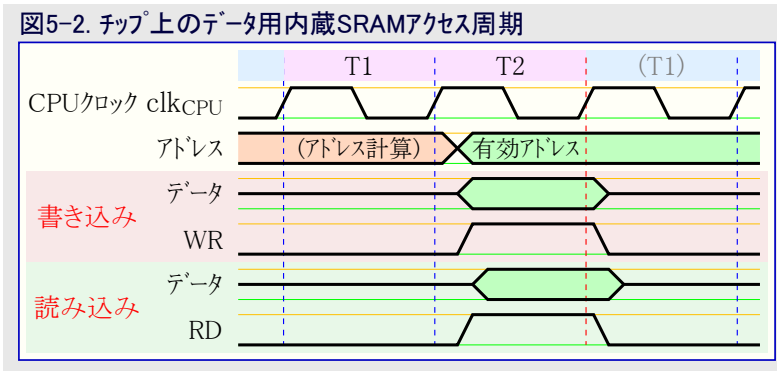 図5-2. ﾁｯﾌﾟ上のﾃﾞｰﾀ用内蔵SRAMｱｸｾｽ周期
T1 T2 (T1)
CPUｸﾛｯｸ clkCPU
ｱﾄﾞﾚｽ (ｱﾄﾞﾚｽ計算) 有効ｱﾄﾞﾚｽ
書き込み
ﾃﾞｰﾀ
WR
読み込み
ﾃﾞｰﾀ
RD